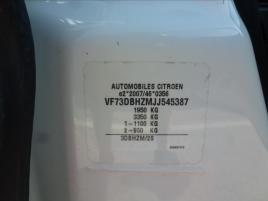 AUTOMOBILES CITROEN
e2*2007/46*0356
VF73DBHZMJJ545387
1950 KG
3350 KG
1-1100 KG
2-900 KG
3DBHZM/2S